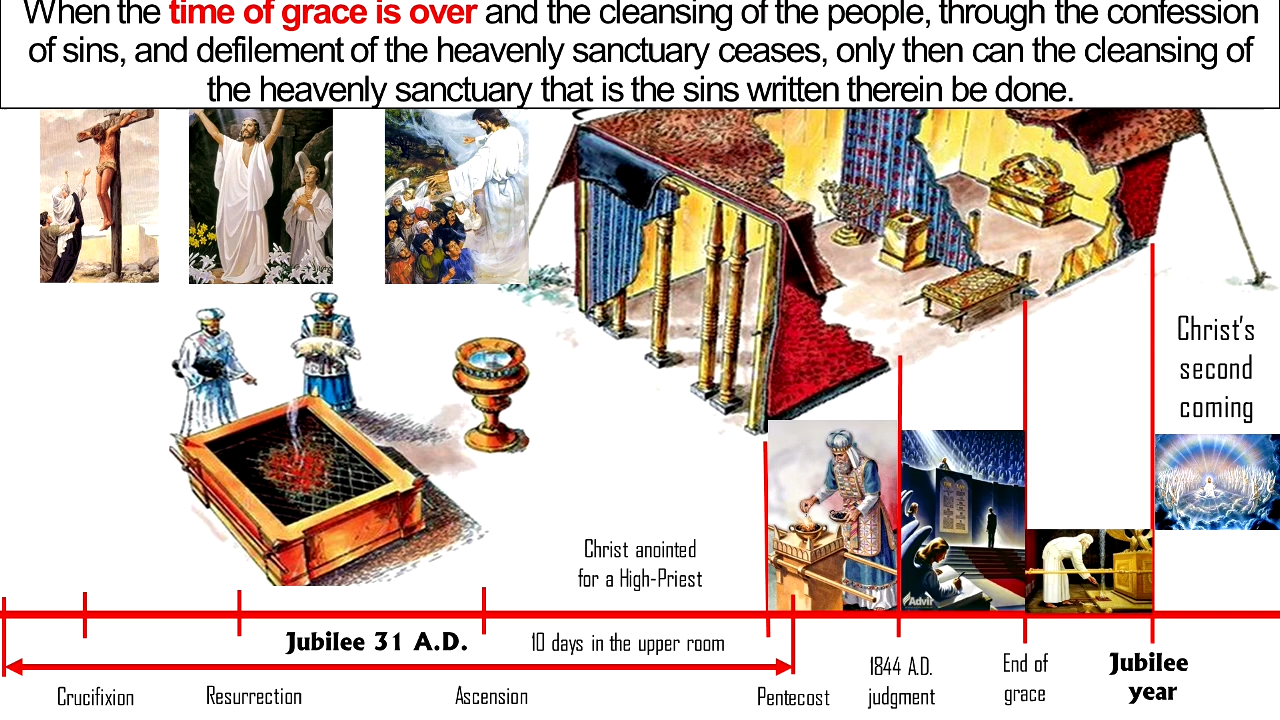 When the time of grace is over and the cleansing of the people, through the confession
of sins, and defilement of the heavenly sanctuary ceases, only then can the cleansing of
the heavenly sanctuary that is the sins written therein be done.
Christ's
second
coming
Christ anointed
for a High-Priest
Advir
Jubilee 31 A.D.
10 days in the upper room
Crucifixion
Resurrection
Ascension
Pentecost
1844 A.D.
judgment
End of
grace
Jubilee
year